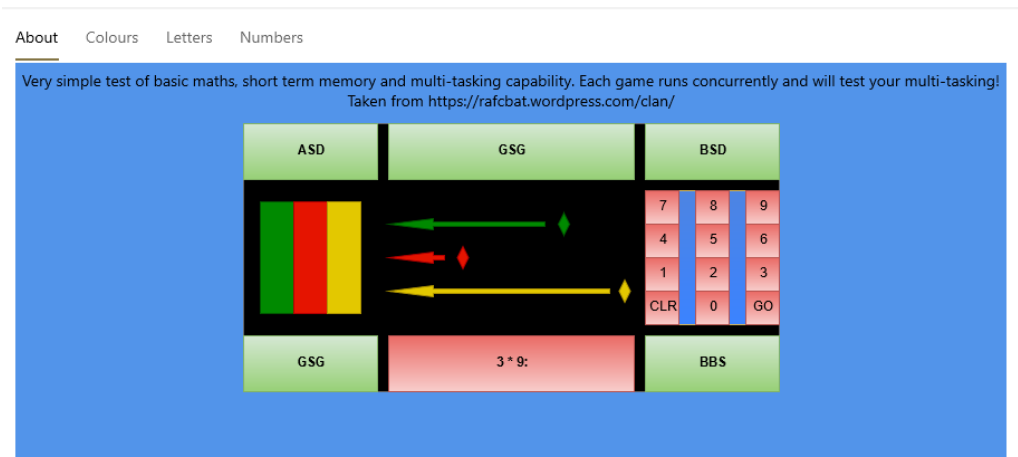 About Colours Letters Numbers
Very simple test of basic maths, short term memory and multi-tasking capability. Each game runs concurrently and will test your multi-tasking!
Taken from https://rafcbat.wordpress.com/clan/
ASD GSG BSD
7 8 9
4 5 6
1 2 3
CLR 0 GO
GSG 3 * 9: BBS